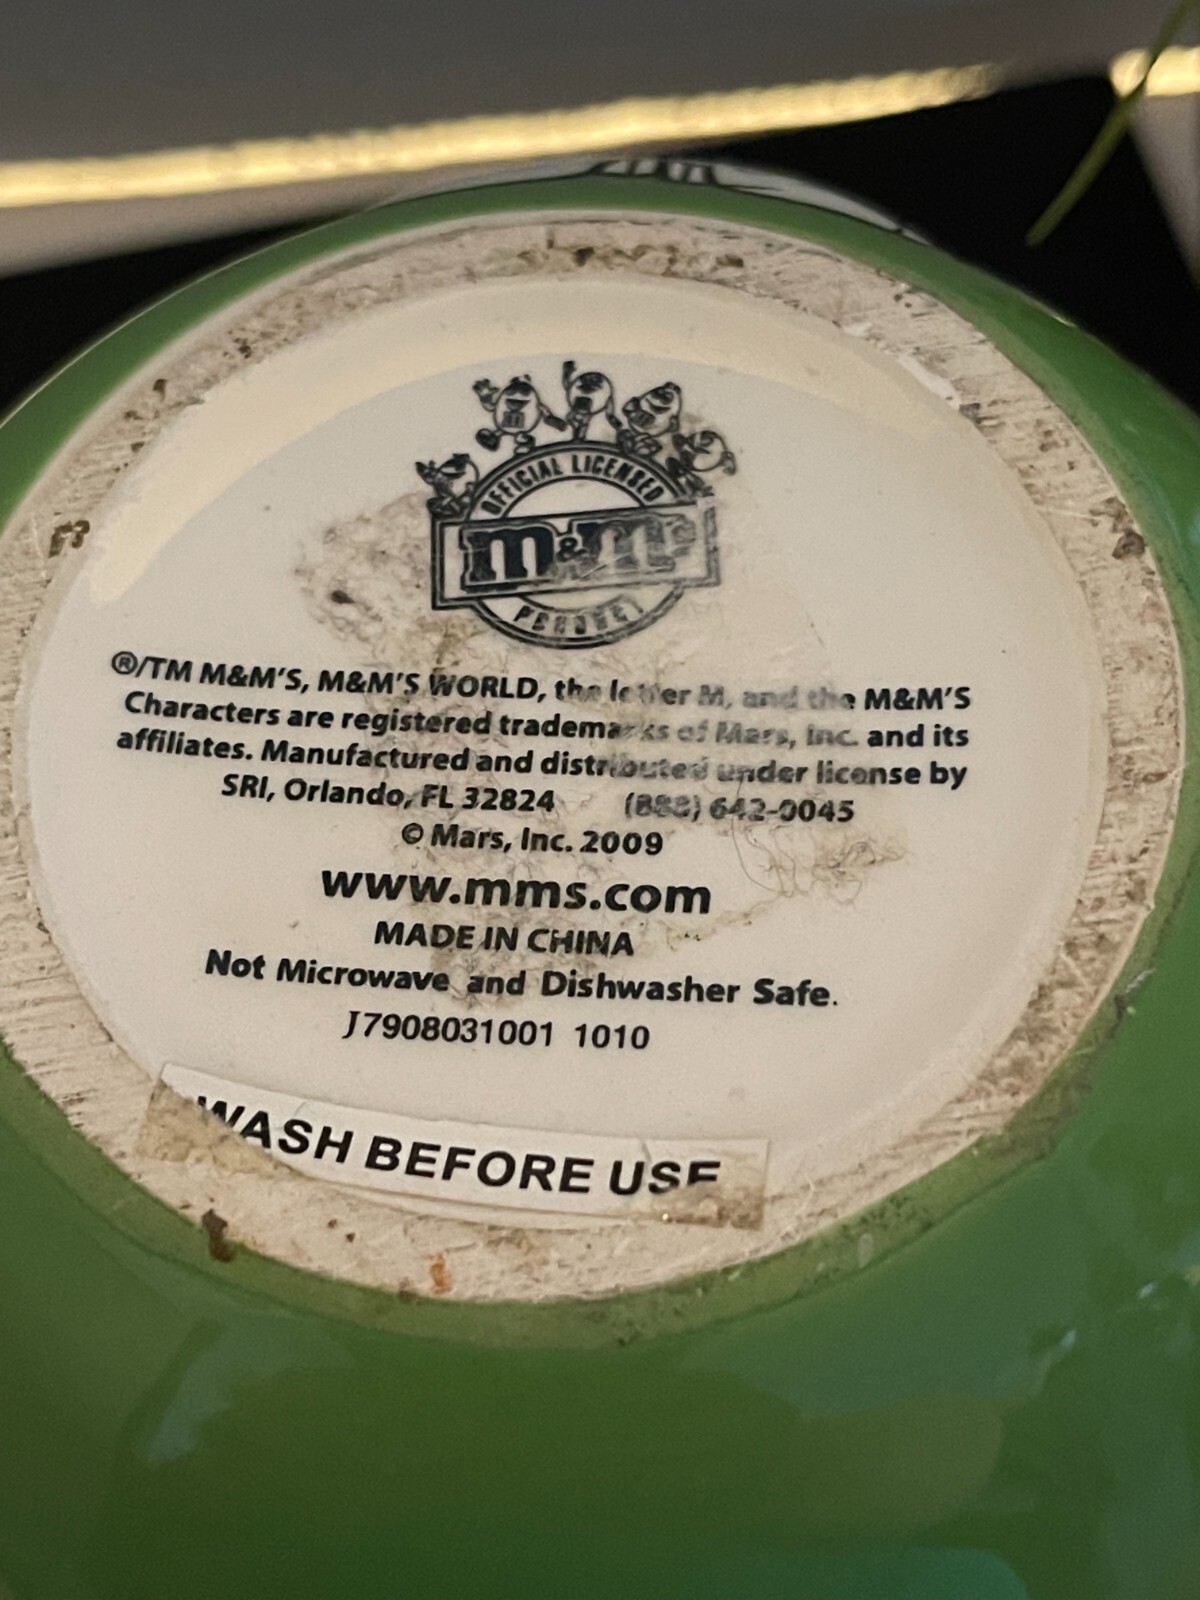 OFFICIAL LICENSED
m&m's
PRODUCT
®/TM M&M'S, M&M'S WORLD, the letter M, and the M&M'S
Characters are registered trademarks of Mars, Inc. and its
affiliates. Manufactured and distributed under license by
SRI, Orlando, FL 32824 (888) 642-0045
© Mars, Inc. 2009
www.mms.com
MADE IN CHINA
Not Microwave and Dishwasher Safe.
J7908031001 1010
WASH BEFORE USE